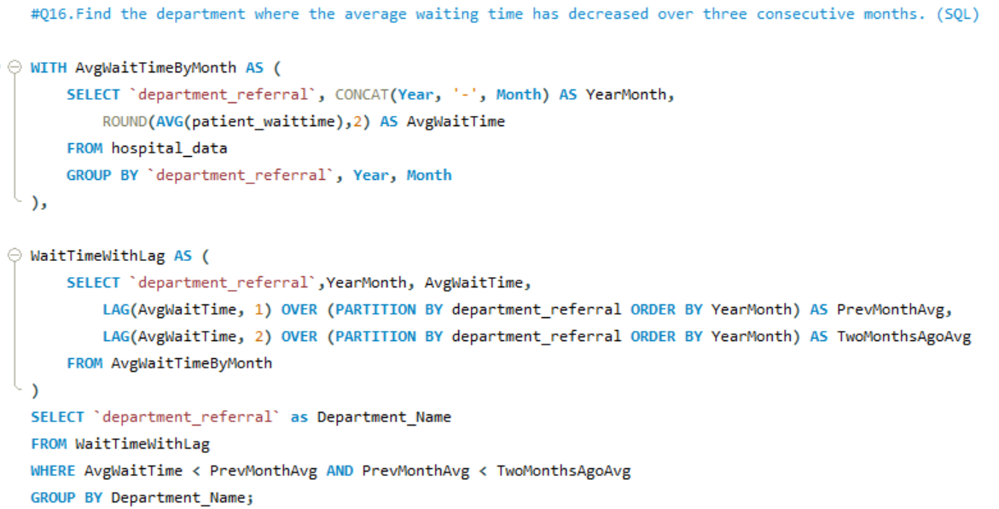 #Q16.Find the department where the average waiting time has decreased over three consecutive months. (SQL)
WITH AvgWaitTimeByMonth AS (
SELECT `department_referral`, CONCAT(Year, '-', Month) AS YearMonth,
ROUND(AVG(patient_waittime),2) AS AvgWaitTime
FROM hospital_data
GROUP BY `department_referral`, Year, Month
),
WaitTimeWithLag AS (
SELECT `department_referral`,YearMonth, AvgWaitTime,
LAG(AvgWaitTime, 1) OVER (PARTITION BY department_referral ORDER BY YearMonth) AS PrevMonthAvg,
LAG(AvgWaitTime, 2) OVER (PARTITION BY department_referral ORDER BY YearMonth) AS TwoMonthsAgoAvg
FROM AvgWaitTimeByMonth
)
SELECT `department_referral` as Department_Name
FROM WaitTimeWithLag
WHERE AvgWaitTime < PrevMonthAvg AND PrevMonthAvg < TwoMonthsAgoAvg
GROUP BY Department_Name;